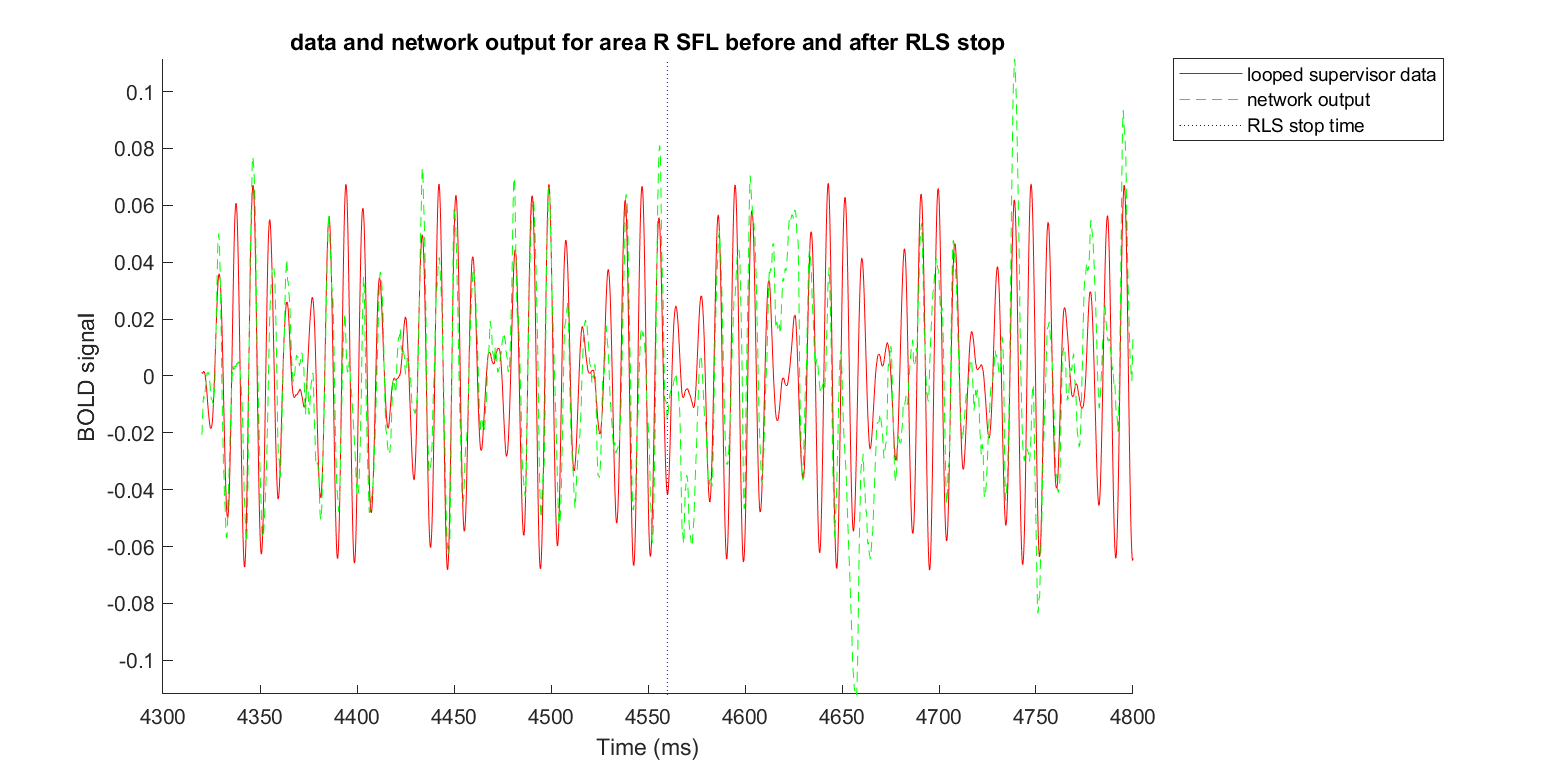 data and network output for area R SFL before and after RLS stop
looped supervisor data
network output
RLS stop time
0.1
0.08
0.06
0.04
0.02
0
-0.02
-0.04
-0.06
-0.08
-0.1
BOLD signal
4300 4350 4400 4450 4500 4550 4600 4650 4700 4750 4800
Time (ms)